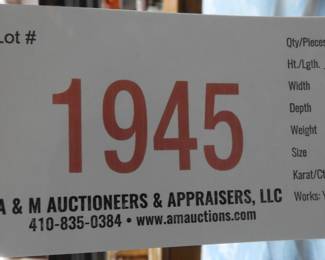 Lot #
1945
A & M AUCTIONEERS & APPRAISERS, LLC
410-835-0384 • www.amauctions.com
Qty/Pieces
Ht./Lgth.
Width
Depth
Weight
Size
Karat/Ct
Works: Y